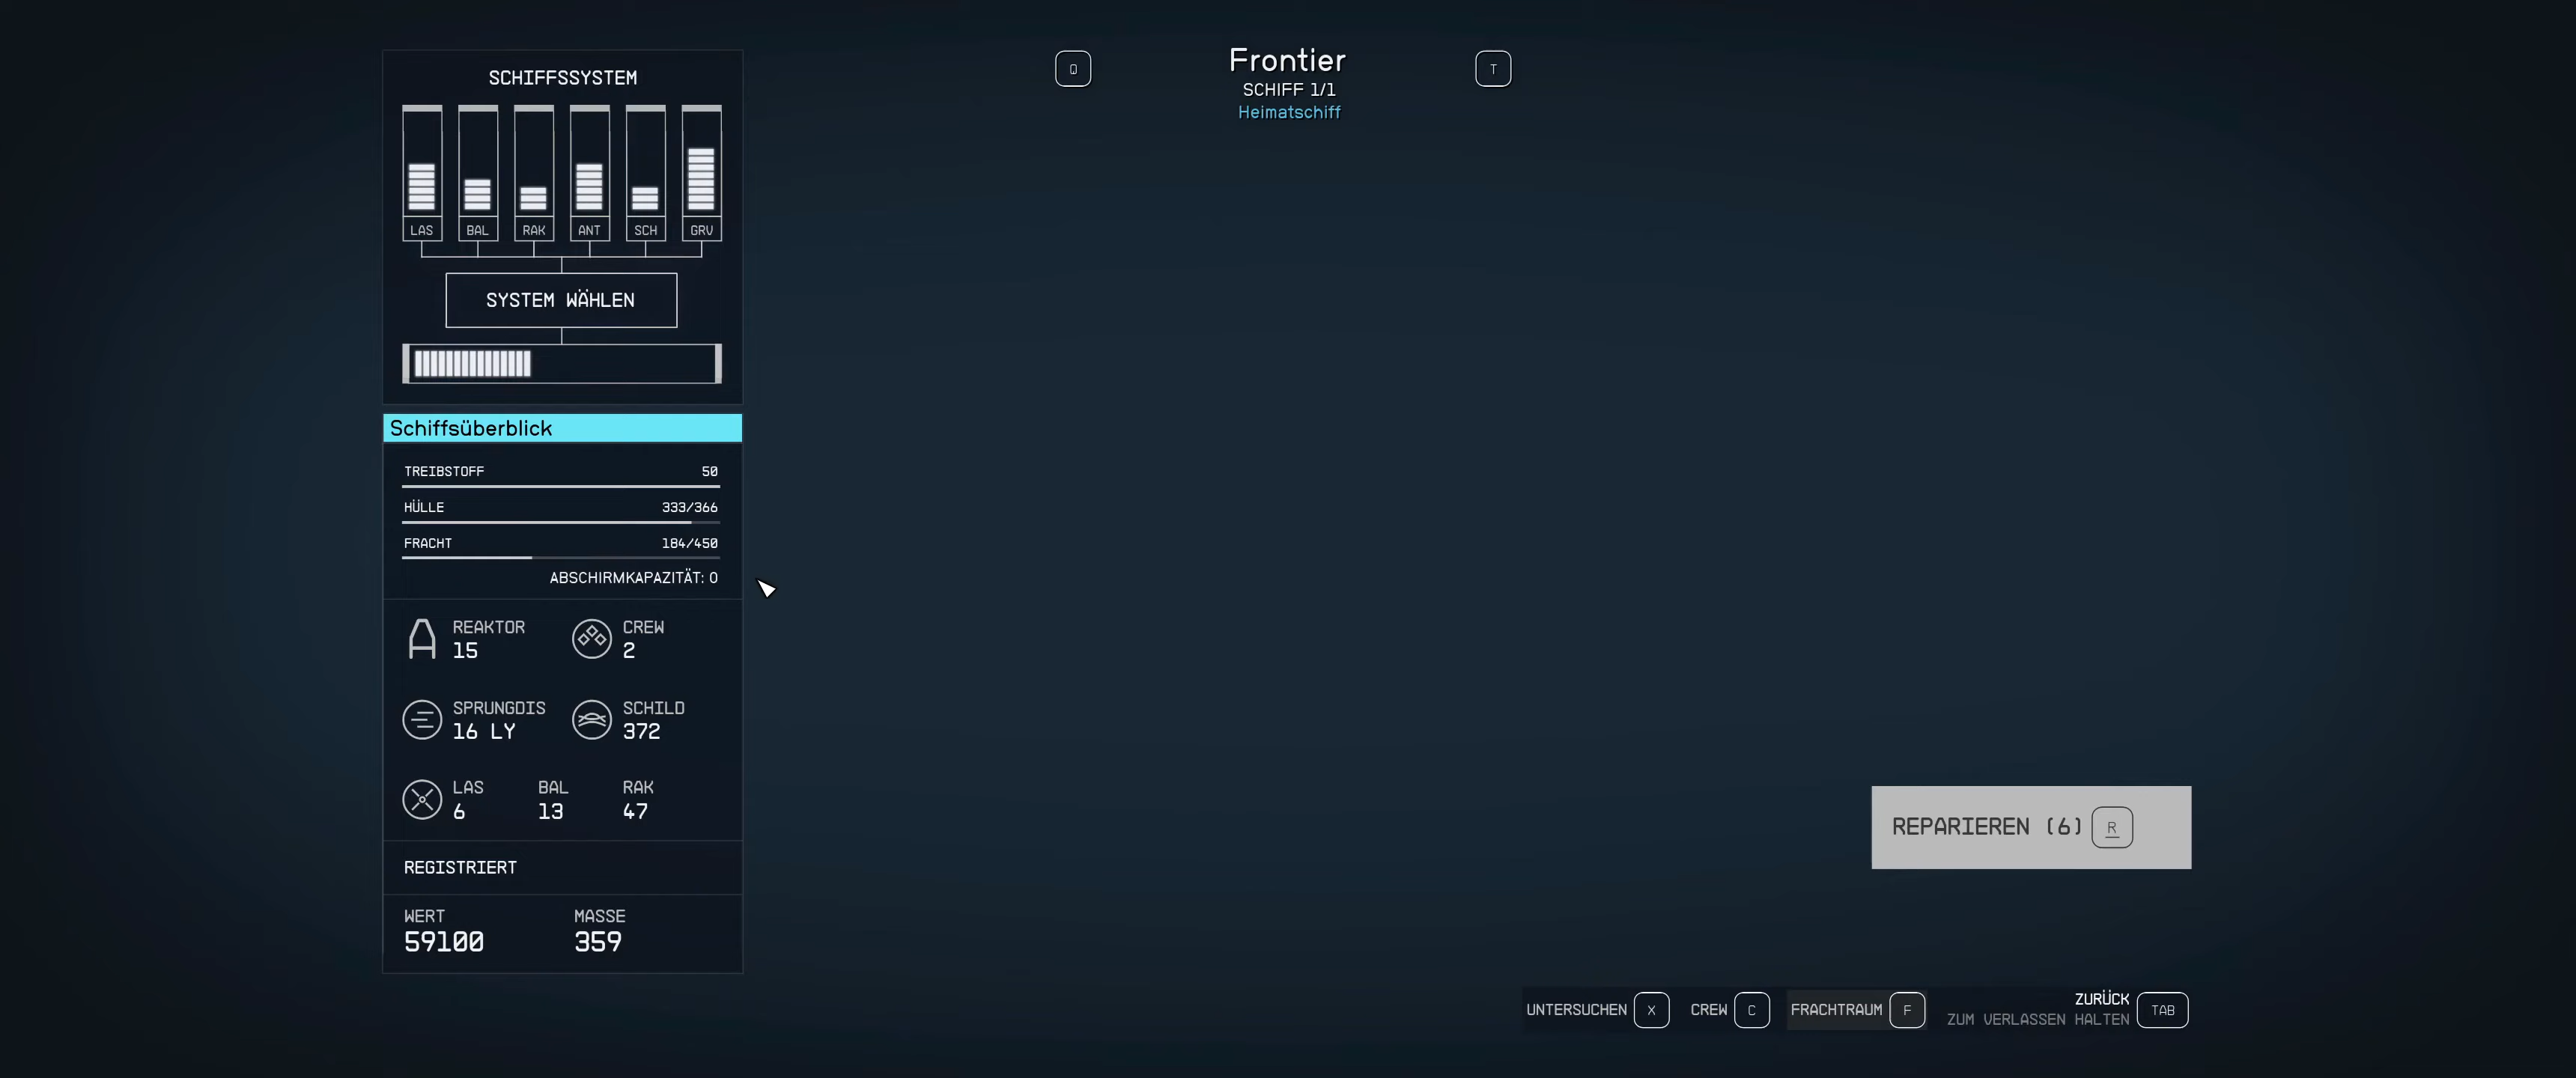 SCHIFFSSYSTEM
LAS BAL RAK ANT SCH GRV
SYSTEM WÄHLEN
Schiffsüberblick
TREIBSTOFF 50
HÜLLE 333/366
FRACHT 184/450
ABSCHIRMKAPAZITÄT: 0
REAKTOR CREW
15 2
SPRUNGDIS SCHILD
16 LY 372
LAS BAL RAK
6 13 47
REGISTRIERT
WERT MASSE
59100 359
Q Frontier T
SCHIFF 1/1
Heimatschiff
REPARIEREN (6) R
UNTERSUCHEN X CREW C FRACHTRAUM F ZURÜCK TAB
ZUM VERLASSEN HALTEN